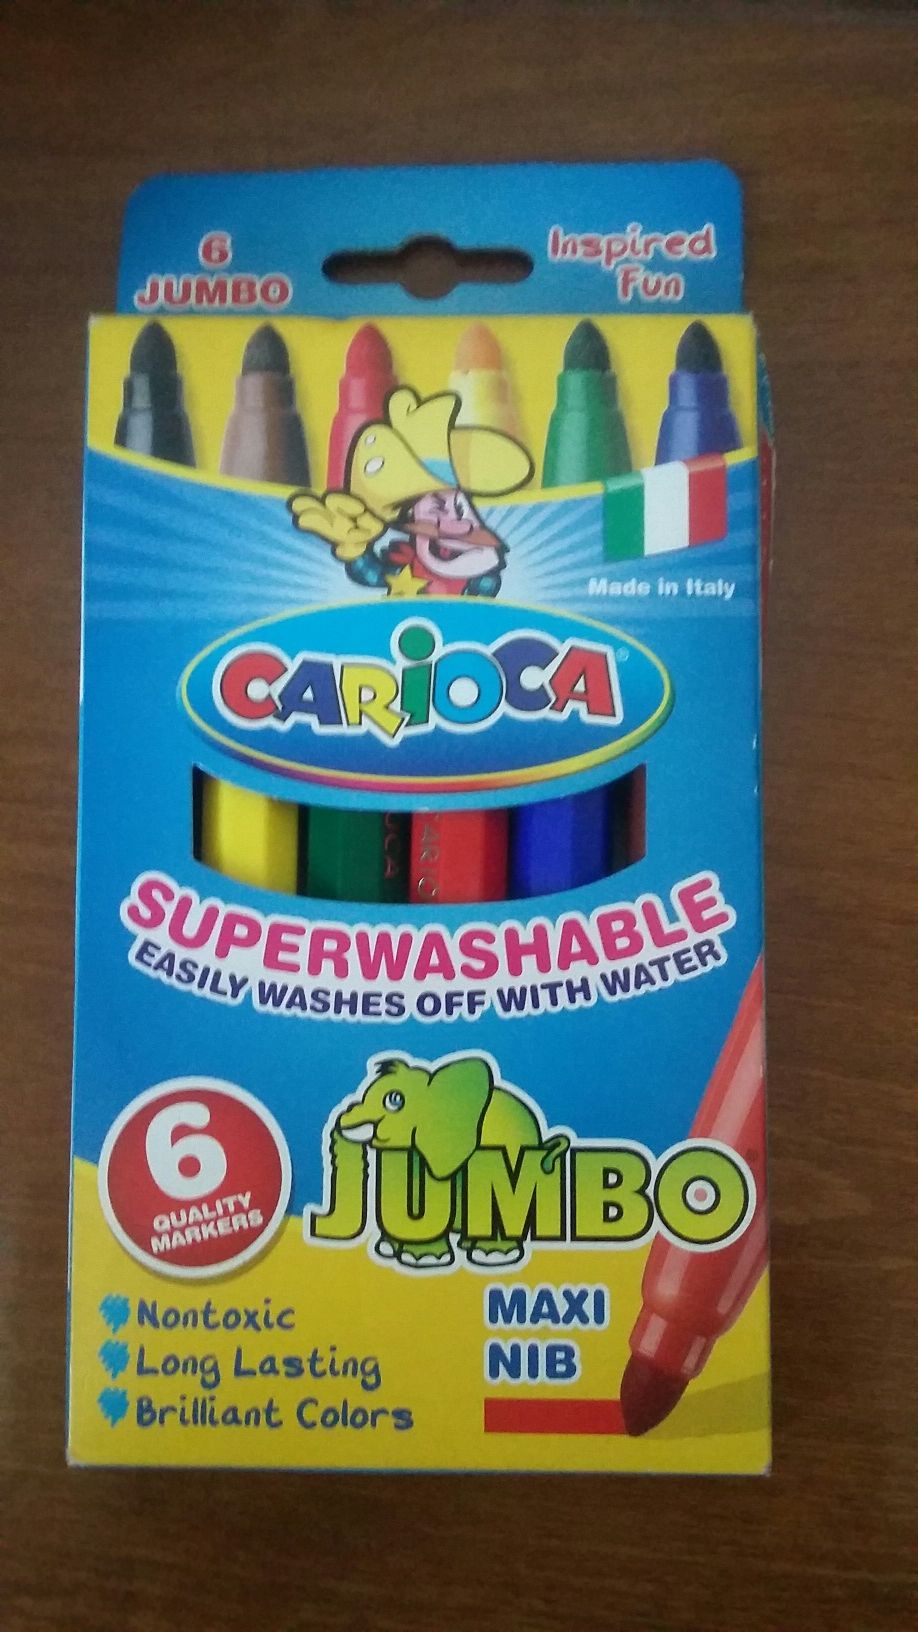 6
JUMBO
Inspired
Fun
Made in Italy
CARiOCA®
SUPERWASHABLE
EASILY WASHES OFF WITH WATER
6
QUALITY
MARKERS
JUMBO
Nontoxic
Long Lasting
Brilliant Colors
MAXI
NIB